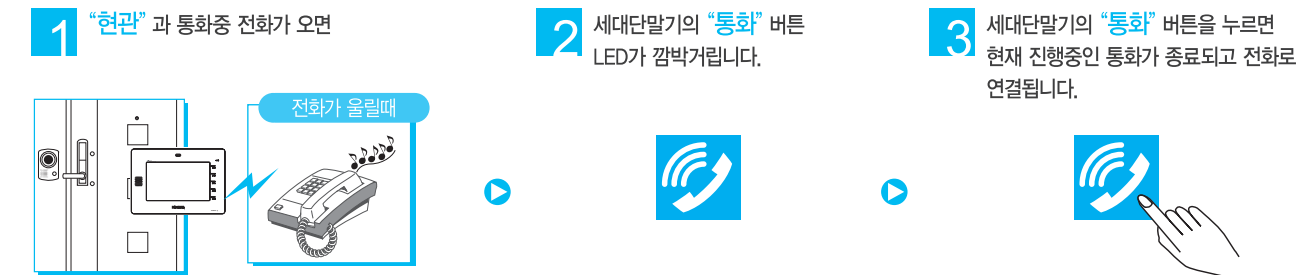 1
“현관” 과 통화중 전화가 오면
전화가 울릴때
2
세대단말기의 “통화” 버튼
LED가 깜박거립니다.
3
세대단말기의 “통화” 버튼을 누르면
현재 진행중인 통화가 종료되고 전화로
연결됩니다.